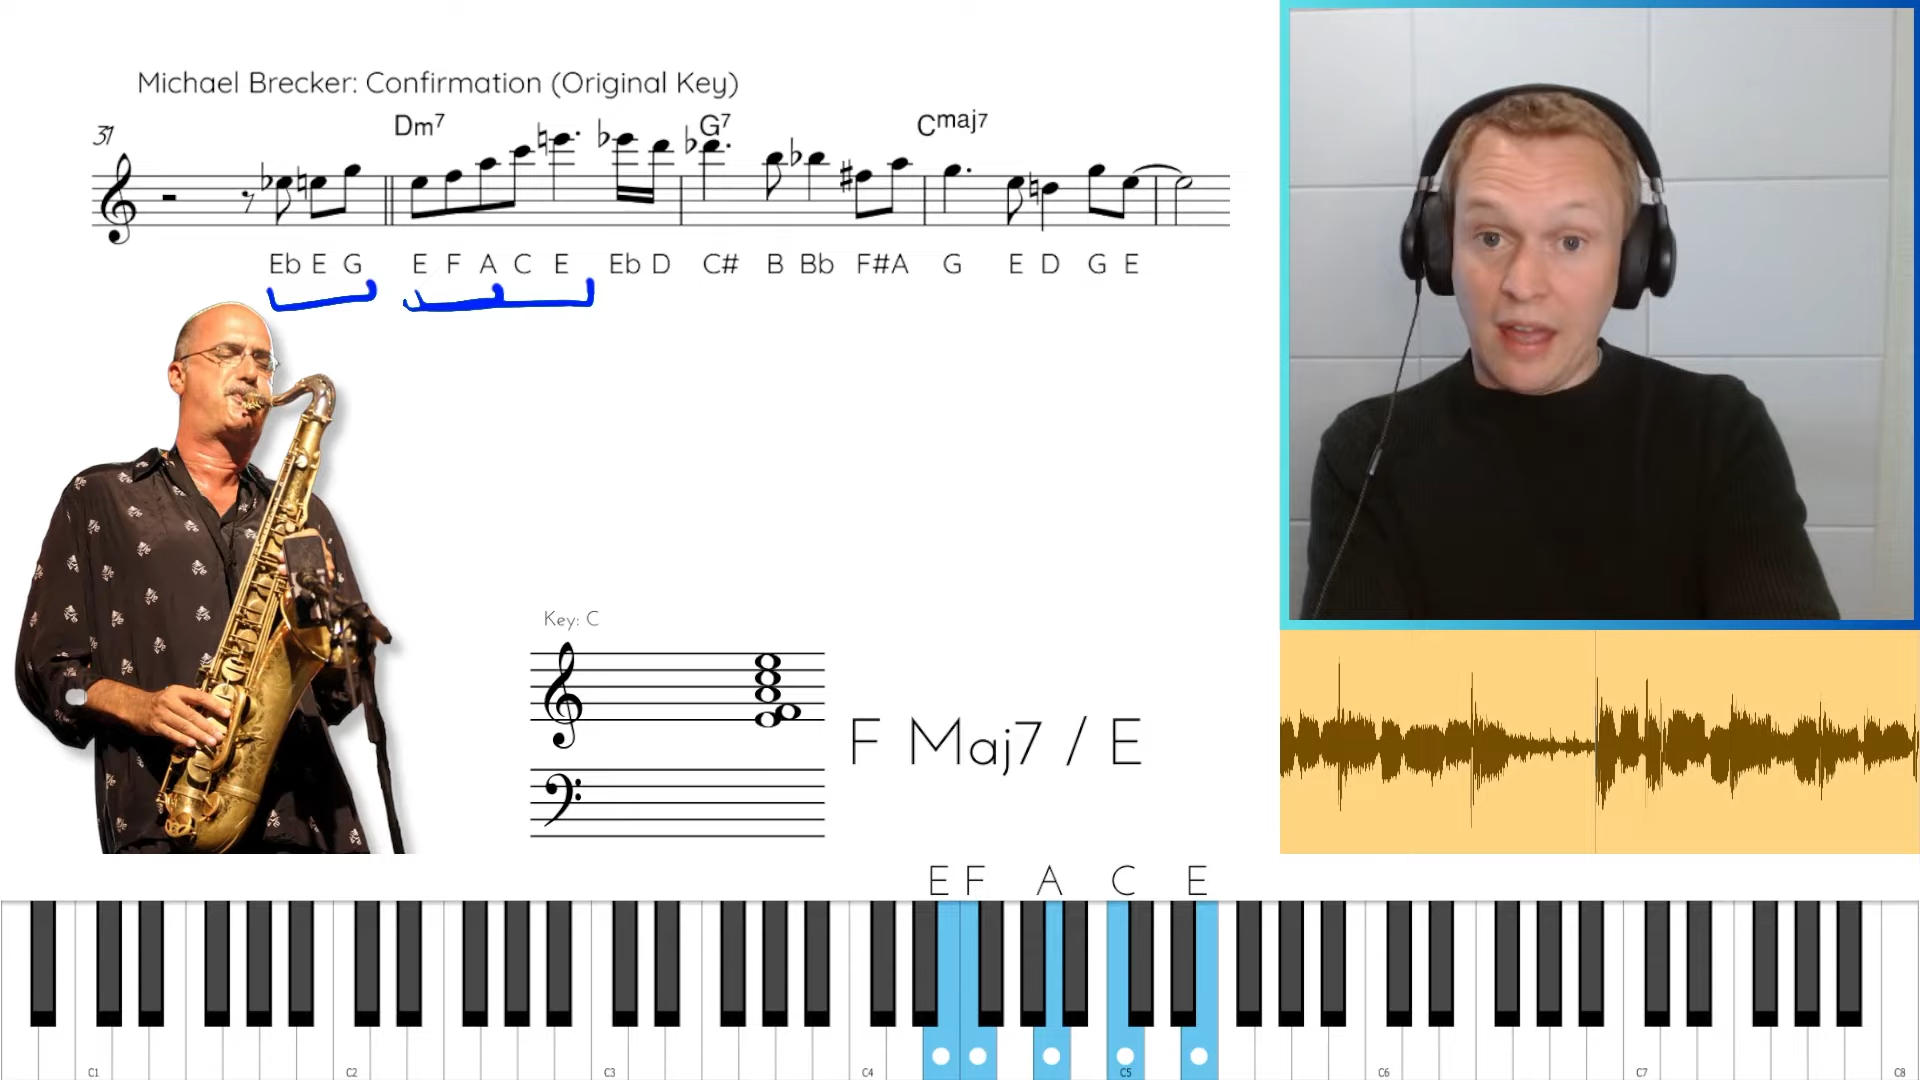 Michael Brecker: Confirmation (Original Key)
31
Dm7 G7 Cmaj7
Eb E G E F A C E Eb D C# B Bb F#A G E D G E
Key: C
F Maj7 / E
E F A C E
C1 C2 C3 C4 C5 C6 C7 C8